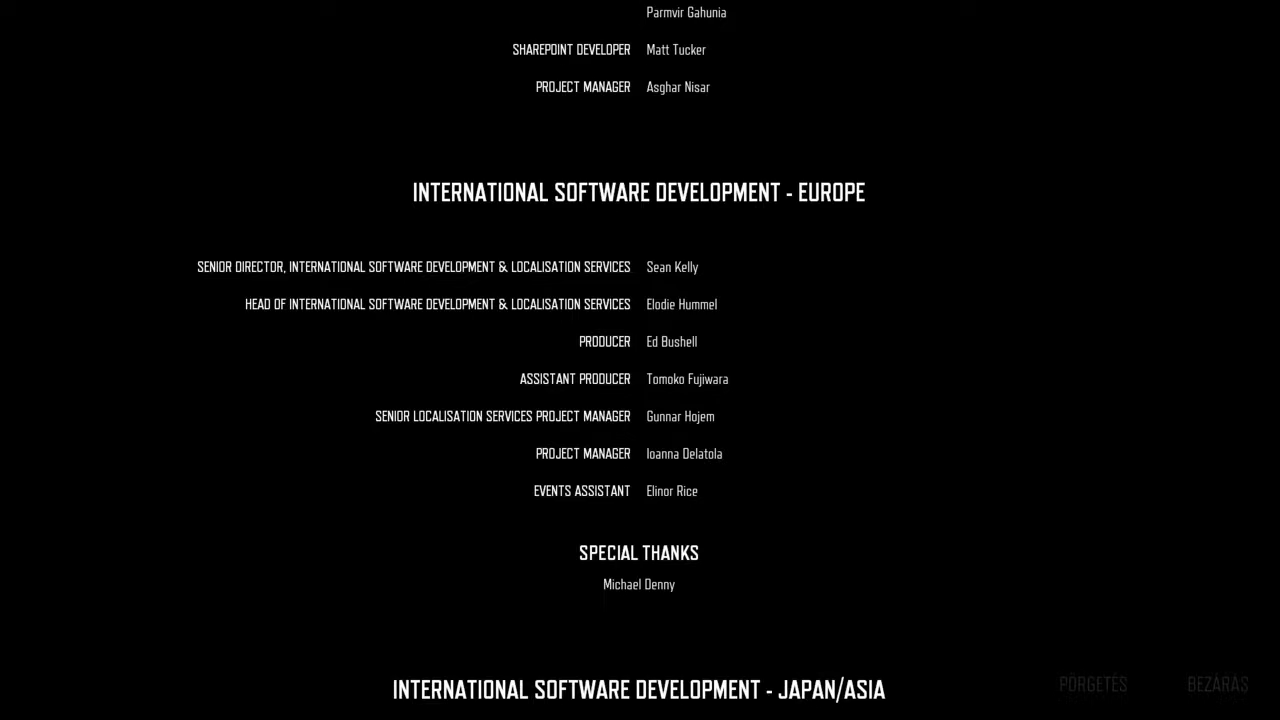 Parmvir Gahunia
SHAREPOINT DEVELOPER Matt Tucker
PROJECT MANAGER Asghar Nisar
INTERNATIONAL SOFTWARE DEVELOPMENT - EUROPE
SENIOR DIRECTOR, INTERNATIONAL SOFTWARE DEVELOPMENT & LOCALISATION SERVICES Sean Kelly
HEAD OF INTERNATIONAL SOFTWARE DEVELOPMENT & LOCALISATION SERVICES Elodie Hummel
PRODUCER Ed Bushell
ASSISTANT PRODUCER Tomoko Fujiwara
SENIOR LOCALISATION SERVICES PROJECT MANAGER Gunnar Hojem
PROJECT MANAGER Ioanna Delatola
EVENTS ASSISTANT Elinor Rice
SPECIAL THANKS
Michael Denny
INTERNATIONAL SOFTWARE DEVELOPMENT - JAPAN/ASIA
PÖRGETÉS BEZÁRÁS